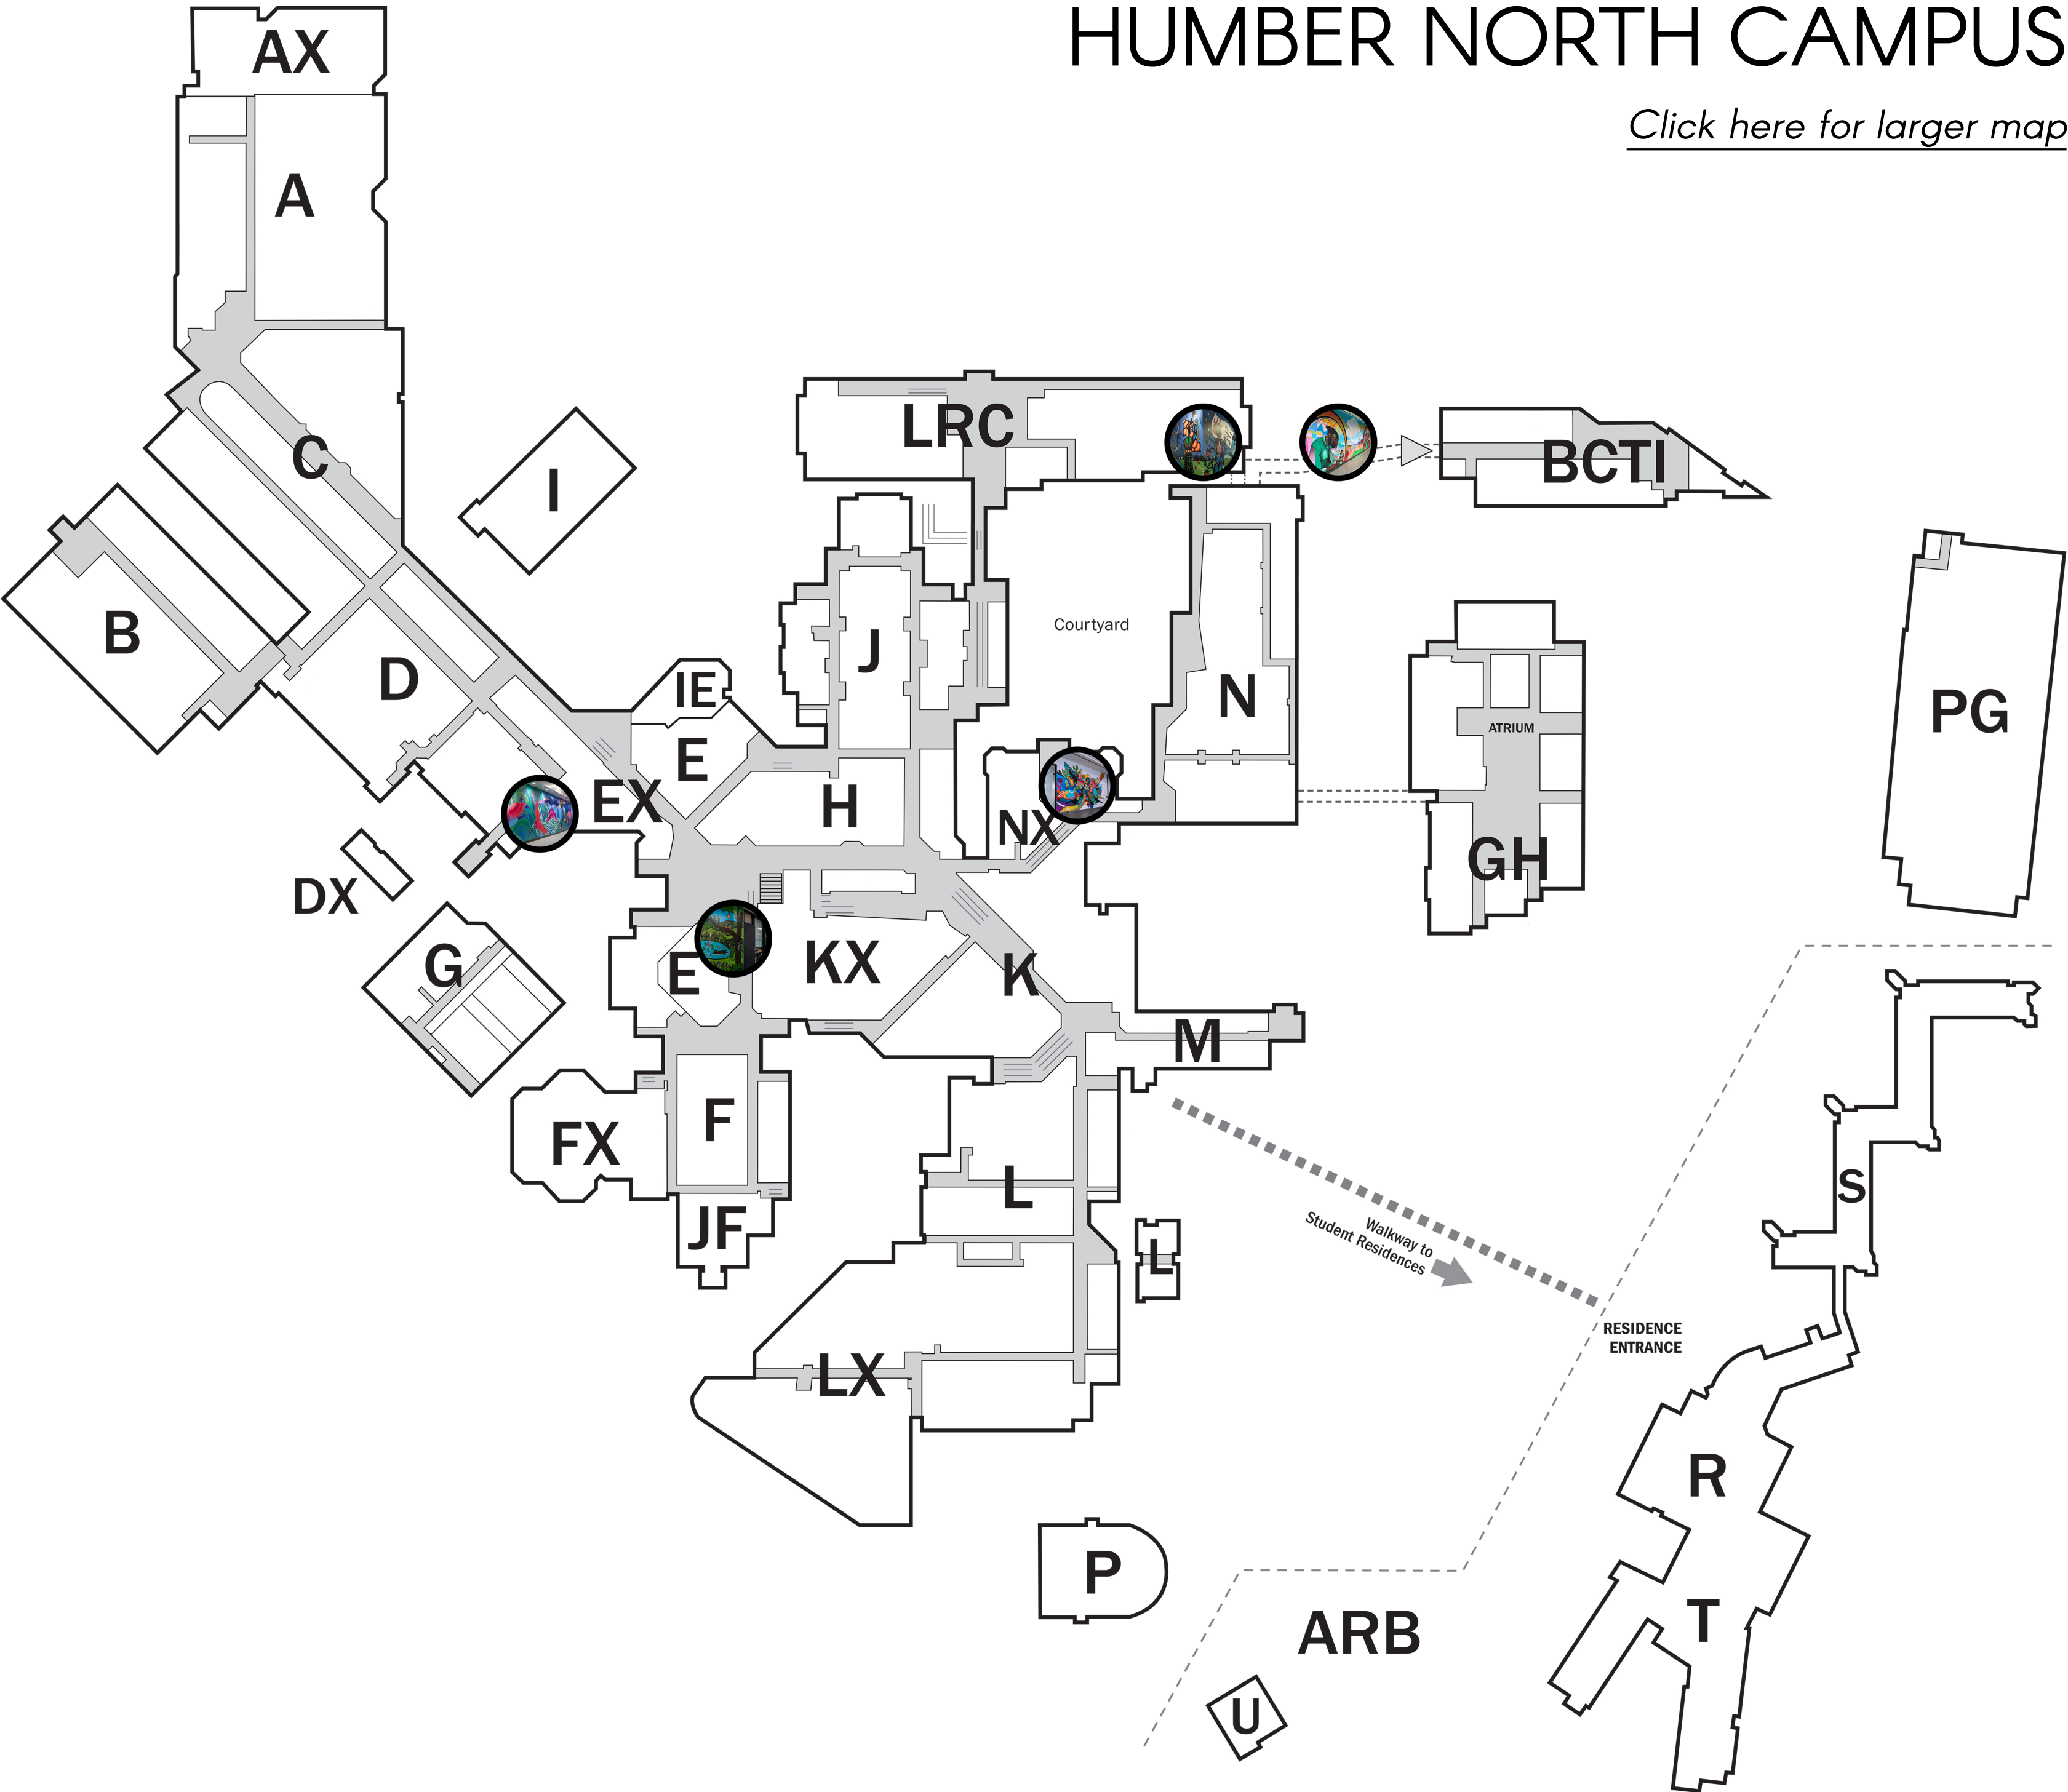 HUMBER NORTH CAMPUS
Click here for larger map
AX
A
C
I
B
D
LRC
BCTI
J
Courtyard
N
IE
E
EX
H
NX
ATRIUM
GH
PG
DX
G
E
KX
K
M
F
FX
JF
L
L
LX
Walkway to
Student Residences
S
RESIDENCE
ENTRANCE
R
T
P
ARB
U